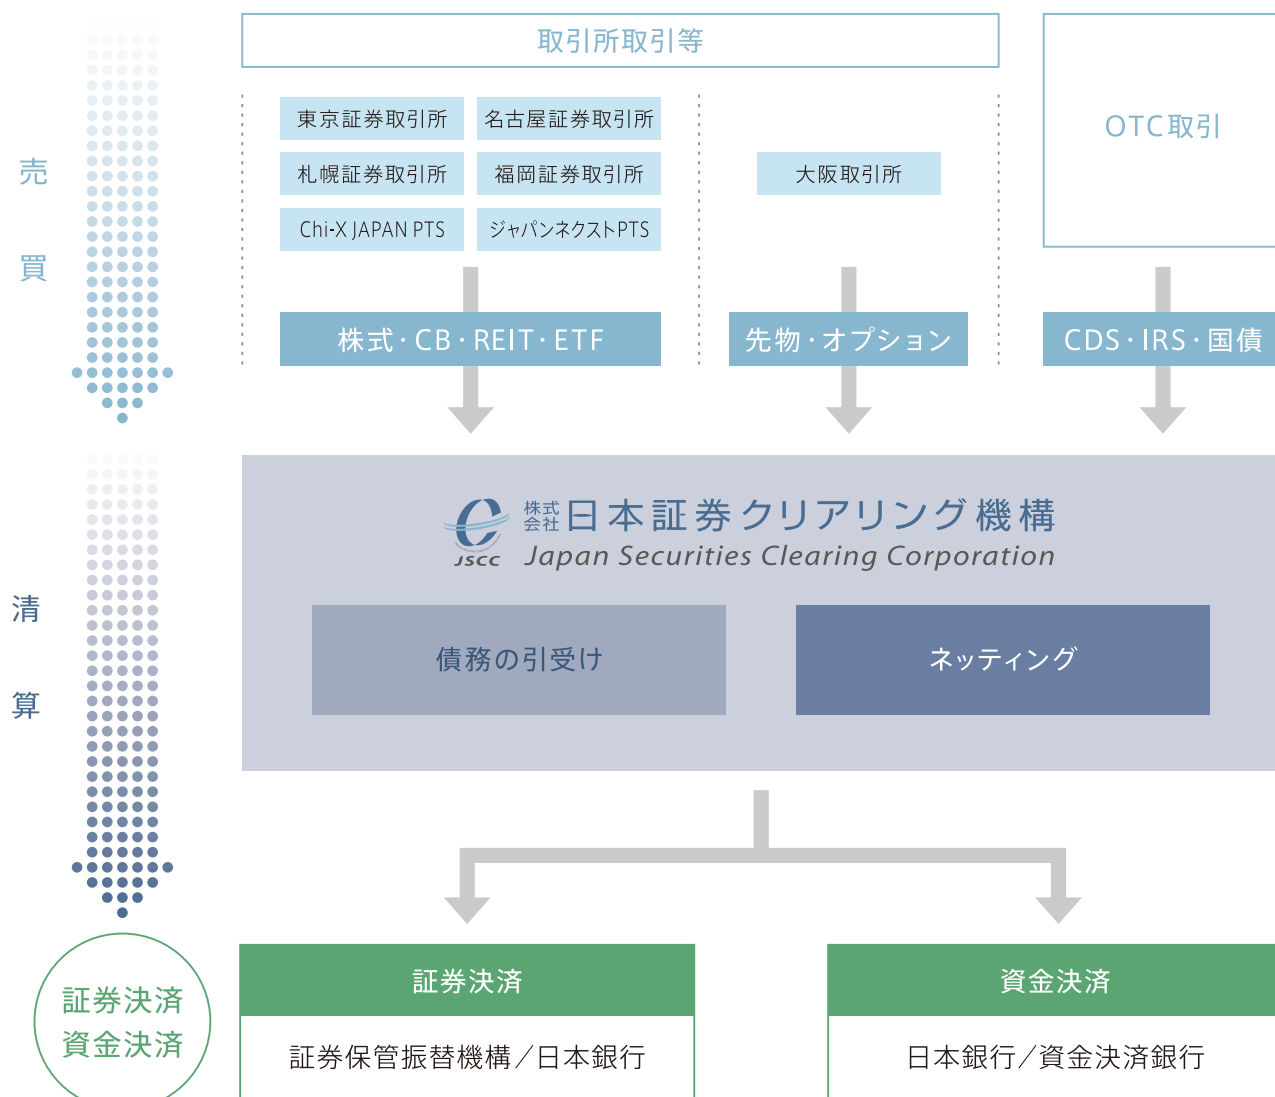 取引所取引等
OTC取引
東京証券取引所
名古屋証券取引所
札幌証券取引所
福岡証券取引所
Chi-X JAPAN PTS
ジャパンネクストPTS
大阪取引所
売買
株式・CB・REIT・ETF
先物・オプション
CDS・IRS・国債
清算
JSCC
株式会社日本証券クリアリング機構
Japan Securities Clearing Corporation
債務の引受け
ネッティング
証券決済
資金決済
証券決済
証券保管振替機構／日本銀行
資金決済
日本銀行／資金決済銀行